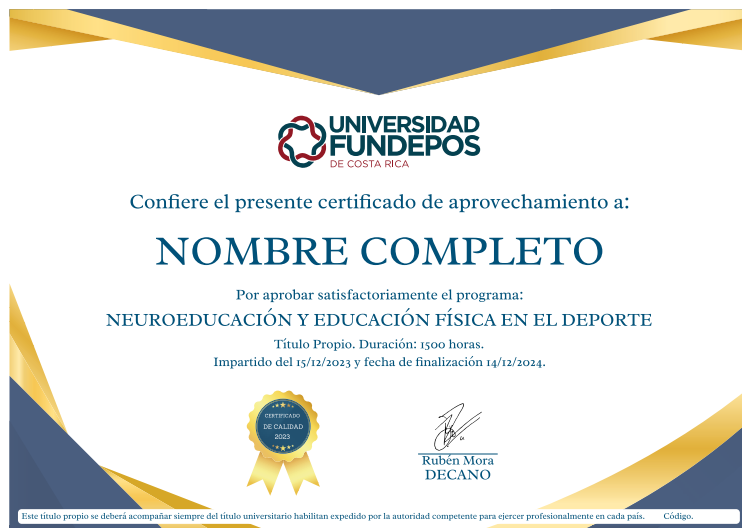 UNIVERSIDAD
FUNDEPOS
DE COSTA RICA
Confiere el presente certificado de aprovechamiento a:
NOMBRE COMPLETO
Por aprobar satisfactoriamente el programa:
NEUROEDUCACIÓN Y EDUCACIÓN FÍSICA EN EL DEPORTE
Título Propio. Duración: 1500 horas.
Impartido del 15/12/2023 y fecha de finalización 14/12/2024.
CERTIFICADO
DE CALIDAD
2023
Rubén Mora
DECANO
Este título propio se deberá acompañar siempre del título universitario habilitan expedido por la autoridad competente para ejercer profesionalmente en cada país. Código.